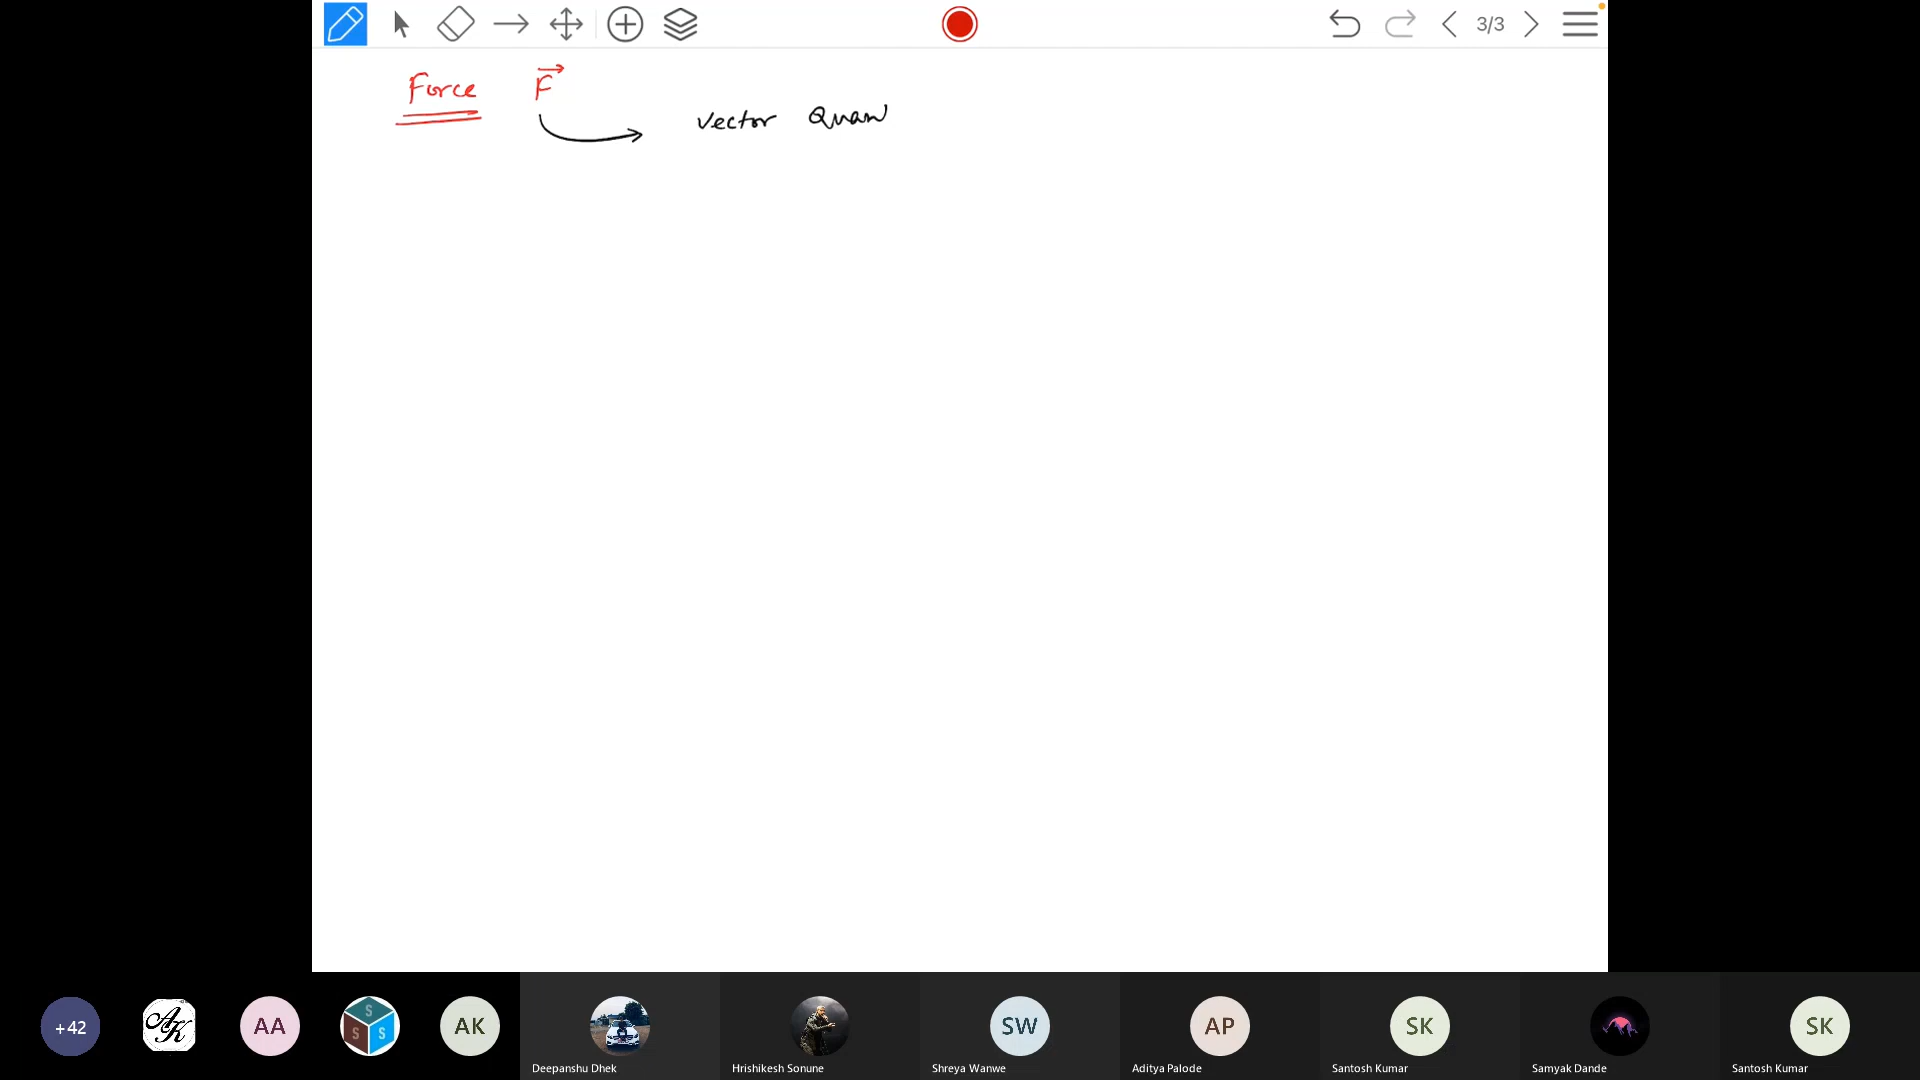 3/3
Force F
Vector Quan
+42 AK AA S S S AK SW AP SK SK
Deepanshu Dhek Hrishikesh Sonune Shreya Wanwe Aditya Palode Santosh Kumar Samyak Dande Santosh Kumar